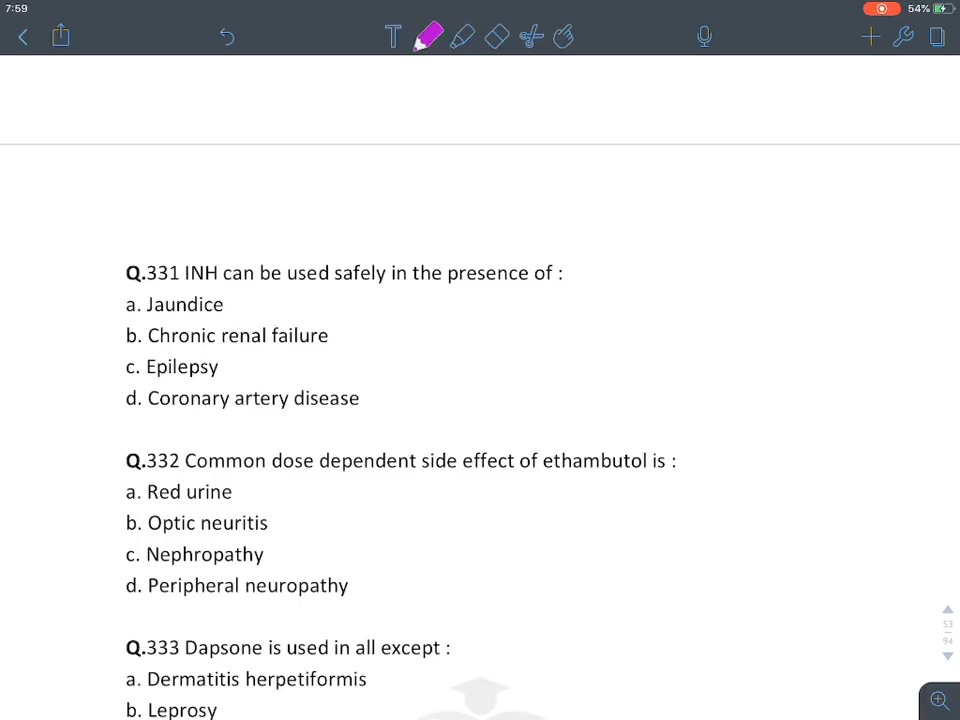 7:59
54%
T
Q.331 INH can be used safely in the presence of :
a. Jaundice
b. Chronic renal failure
c. Epilepsy
d. Coronary artery disease
Q.332 Common dose dependent side effect of ethambutol is :
a. Red urine
b. Optic neuritis
c. Nephropathy
d. Peripheral neuropathy
53
94
Q.333 Dapsone is used in all except :
a. Dermatitis herpetiformis
b. Leprosy